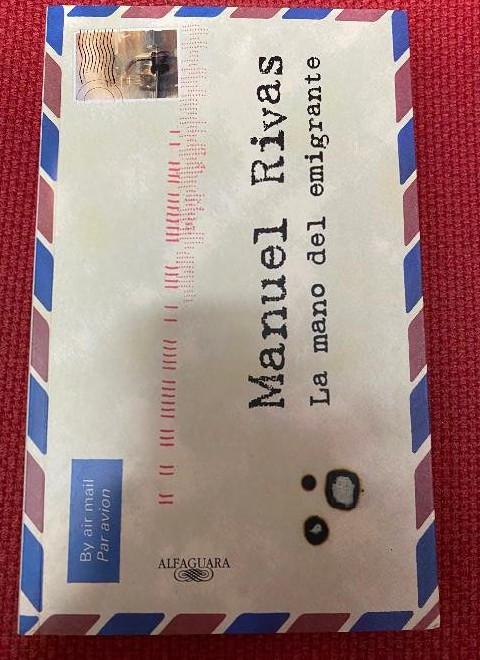 Manuel Rivas
La mano del emigrante
By air mail
Par avion
ALFAGUARA